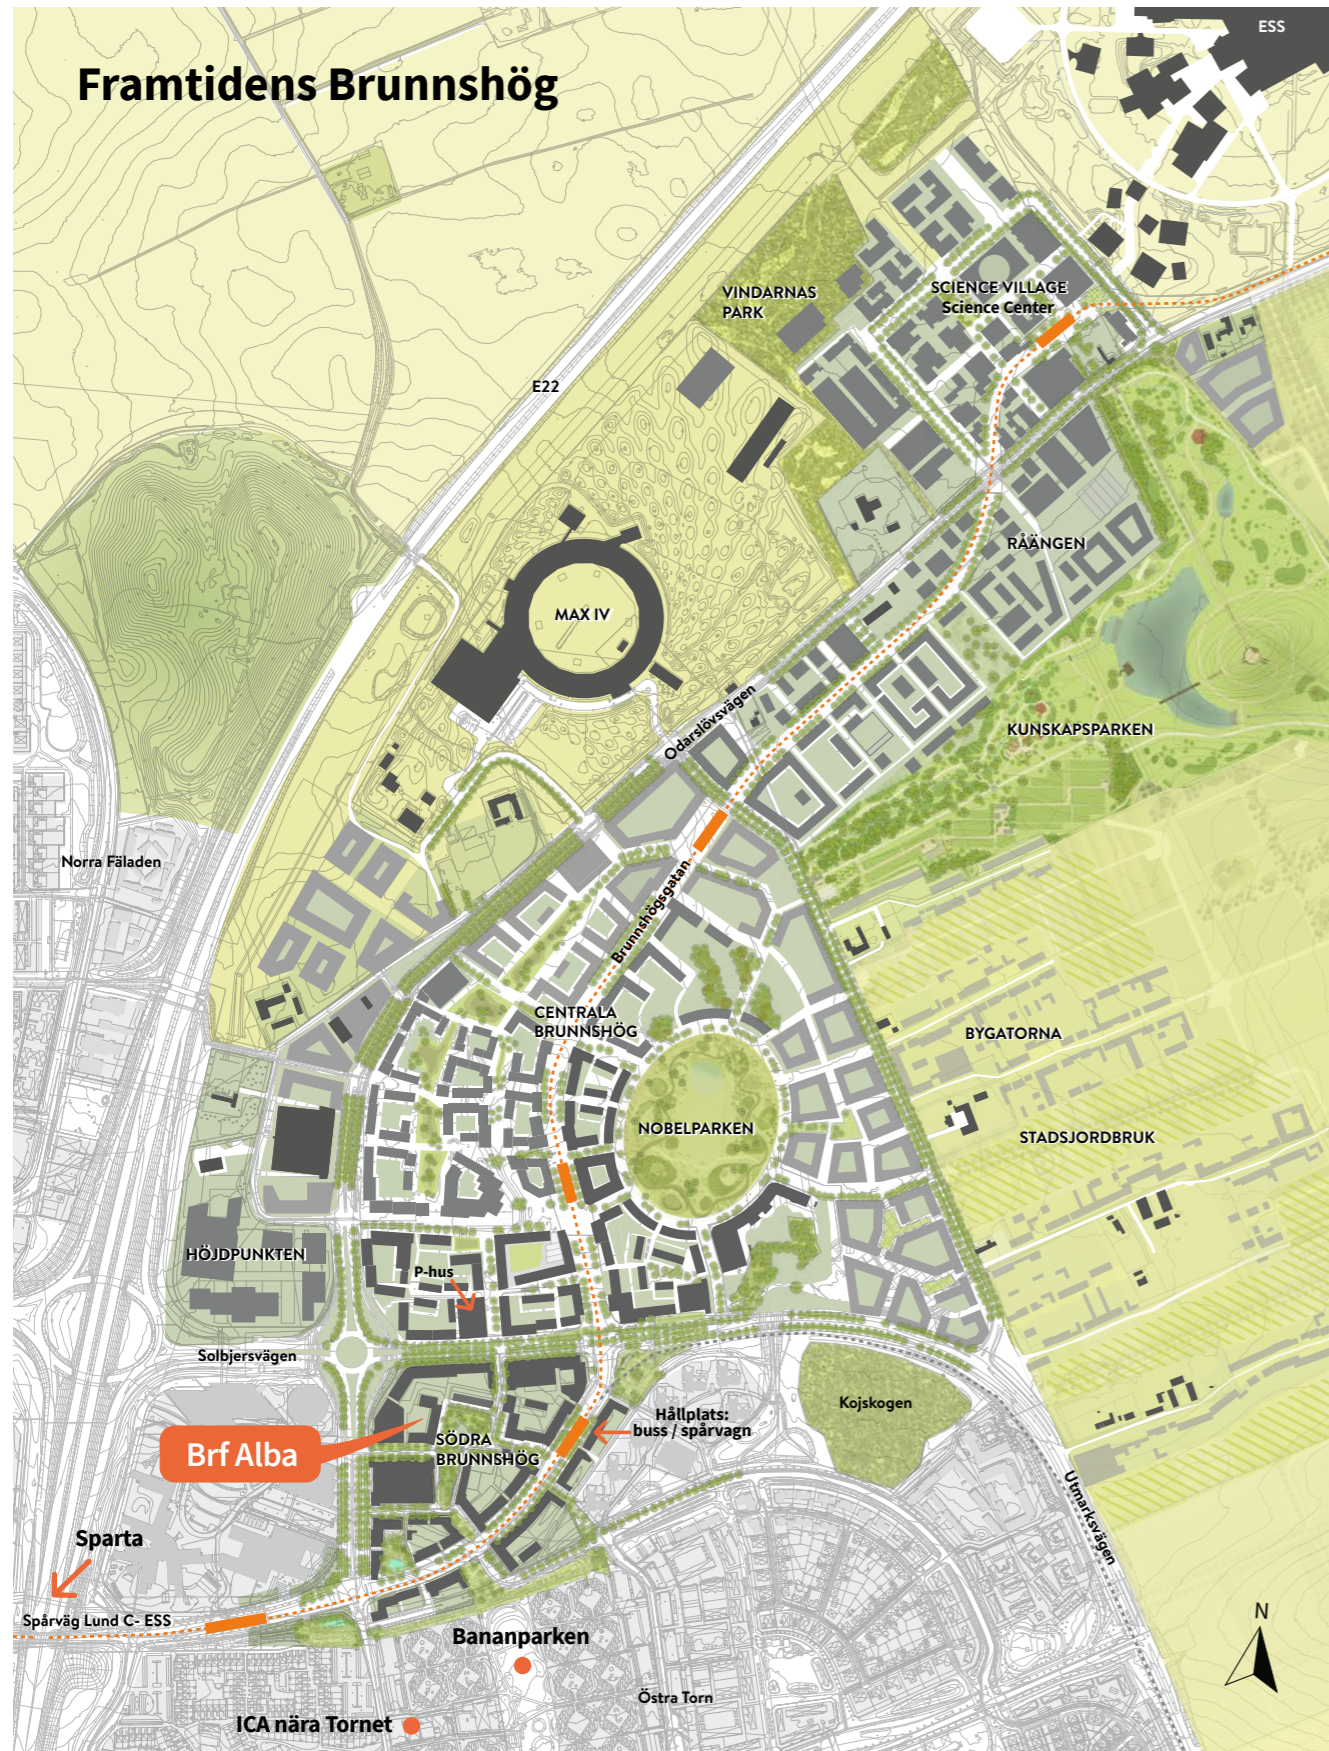 ESS
Framtidens Brunnshög
VINDARNAS
PARK
SCIENCE VILLAGE
Science Center
E22
RÅÄNGEN
MAX IV
Odarslövsvägen
KUNSKAPSPARKEN
Norra Fäladen
Brunnshögsgatan
CENTRALA
BRUNNSHÖG
BYGATORNA
NOBELPARKEN
STADSJORDBRUK
HÖJDPUNKTEN
P-hus
Solbjersvägen
Kojskogen
Hållplats:
buss / spårvagn
Brf Alba
SÖDRA
BRUNNSHÖG
Utmarksvägen
Sparta
Spårväg Lund C- ESS
N
Bananparken
Östra Torn
ICA nära Tornet